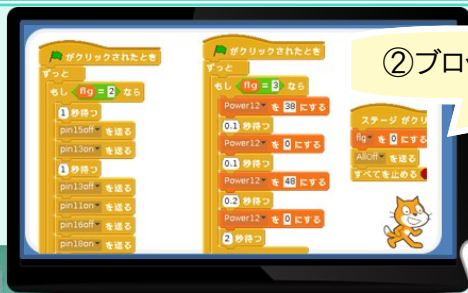 がクリックされたとき
ずっと
もし flg = 2 なら
1 秒待つ
pin15off を送る
pin13on を送る
1 秒待つ
pin13off を送る
pin11on を送る
pin16off を送る
pin18on を送る
がクリックされたとき
ずっと
もし flg = 3 なら
Power12 を 38 にする
0.1 秒待つ
Power12 を 0 にする
0.1 秒待つ
Power12 を 48 にする
0.2 秒待つ
Power12 を 0 にする
2 秒待つ
②ブロッ
ステージ がクリ
flg を 0 にする
Alloff を送る
すべてを止める